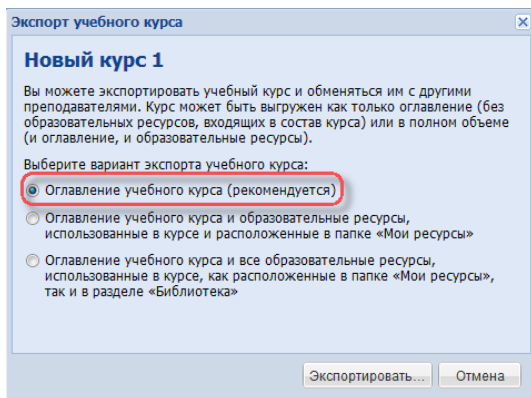 Экспорт учебного курса
Новый курс 1
Вы можете экспортировать учебный курс и обменяться им с другими
преподавателями. Курс может быть выгружен как только оглавление (без
образовательных ресурсов, входящих в состав курса) или в полном объеме
(и оглавление, и образовательные ресурсы).
Выберите вариант экспорта учебного курса:
Оглавление учебного курса (рекомендуется)
Оглавление учебного курса и образовательные ресурсы,
использованные в курсе и расположенные в папке «Мои ресурсы»
Оглавление учебного курса и все образовательные ресурсы,
использованные в курсе, как расположенные в папке «Мои ресурсы»,
так и в разделе «Библиотека»
Экспортировать... Отмена